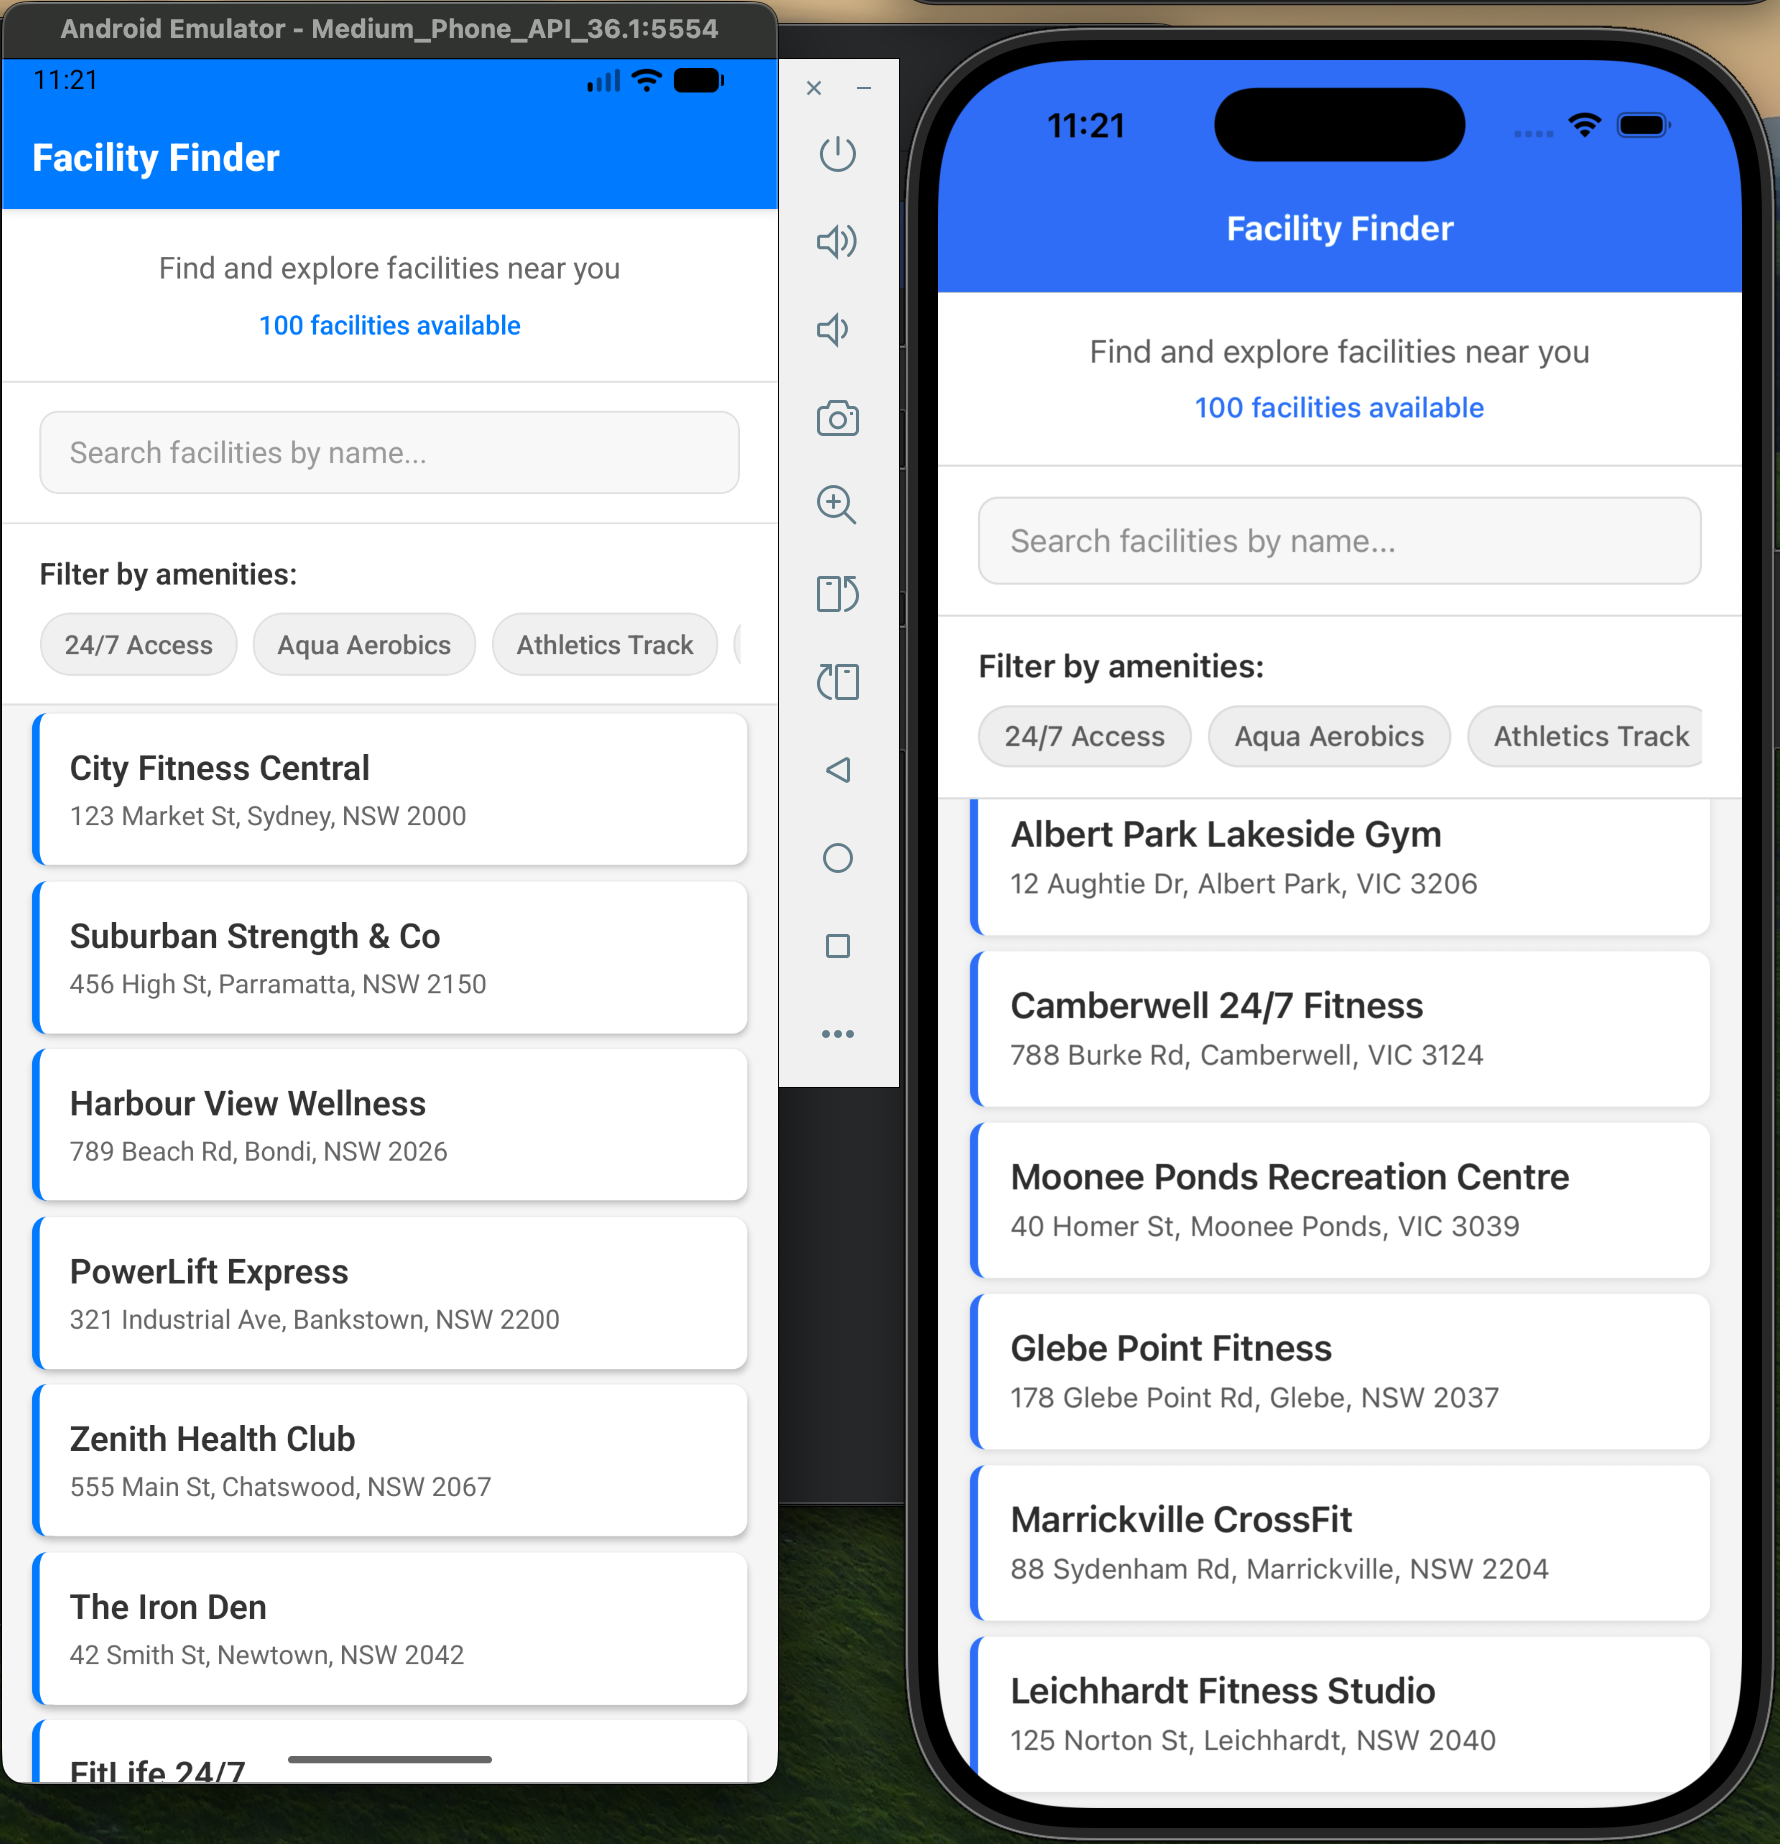 Android Emulator - Medium_Phone_API_36.1:5554
11:21
Facility Finder
Find and explore facilities near you
100 facilities available
Search facilities by name...
Filter by amenities:
24/7 Access
Aqua Aerobics
Athletics Track
City Fitness Central
123 Market St, Sydney, NSW 2000
Suburban Strength & Co
456 High St, Parramatta, NSW 2150
Harbour View Wellness
789 Beach Rd, Bondi, NSW 2026
PowerLift Express
321 Industrial Ave, Bankstown, NSW 2200
Zenith Health Club
555 Main St, Chatswood, NSW 2067
The Iron Den
42 Smith St, Newtown, NSW 2042
FitLife 24/7
11:21
Facility Finder
Find and explore facilities near you
100 facilities available
Search facilities by name...
Filter by amenities:
24/7 Access
Aqua Aerobics
Athletics Track
Albert Park Lakeside Gym
12 Aughtie Dr, Albert Park, VIC 3206
Camberwell 24/7 Fitness
788 Burke Rd, Camberwell, VIC 3124
Moonee Ponds Recreation Centre
40 Homer St, Moonee Ponds, VIC 3039
Glebe Point Fitness
178 Glebe Point Rd, Glebe, NSW 2037
Marrickville CrossFit
88 Sydenham Rd, Marrickville, NSW 2204
Leichhardt Fitness Studio
125 Norton St, Leichhardt, NSW 2040